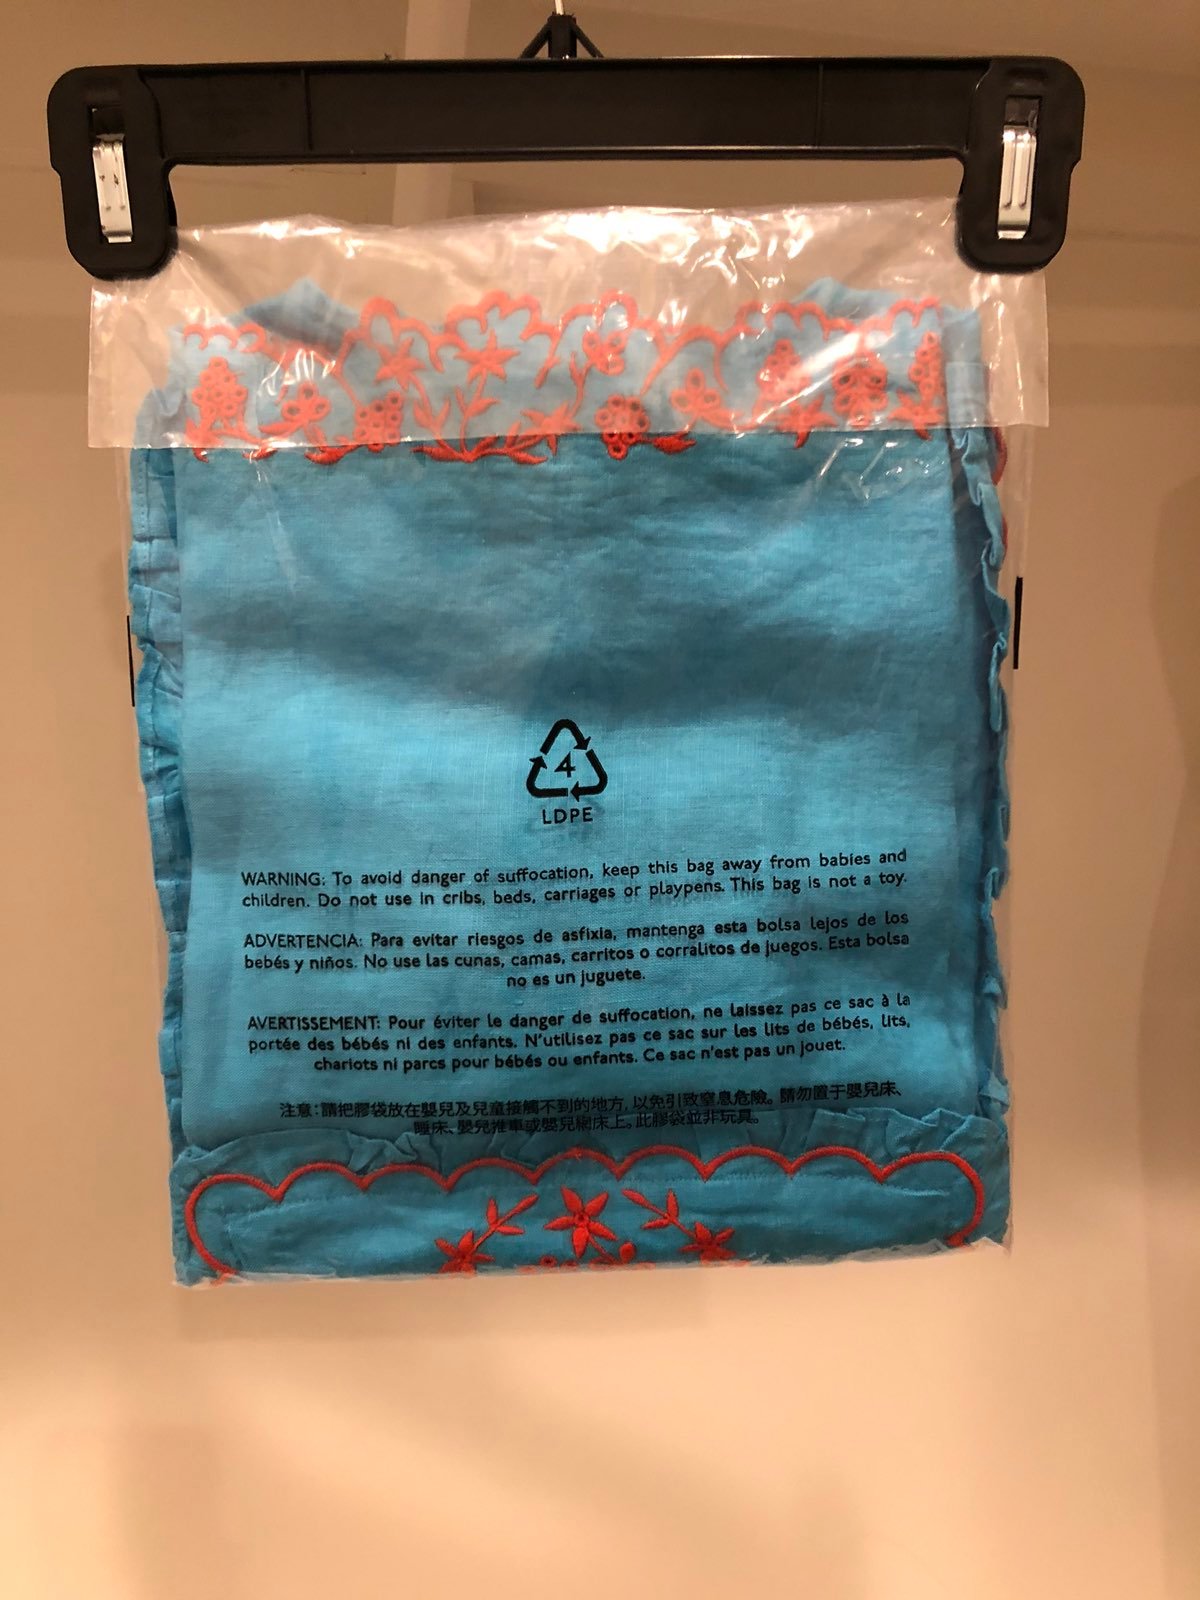 4
LDPE
WARNING: To avoid danger of suffocation, keep this bag away from babies and
children. Do not use in cribs, beds, carriages or playpens. This bag is not a toy.
ADVERTENCIA: Para evitar riesgos de asfixia, mantenga esta bolsa lejos de los
bebés y niños. No use las cunas, camas, carritos o corralitos de juegos. Esta bolsa
no es un juguete.
AVERTISSEMENT: Pour éviter le danger de suffocation, ne laissez pas ce sac à la
portée des bébés ni des enfants. N'utilisez pas ce sac sur les lits de bébés, lits,
chariots ni parcs pour bébés ou enfants. Ce sac n'est pas un jouet.
注意：請把膠袋放在嬰兒及兒童接觸不到的地方，以免引致窒息危險。請勿置于嬰兒床、
睡床、嬰兒推車或嬰兒網床上。此膠袋並非玩具。